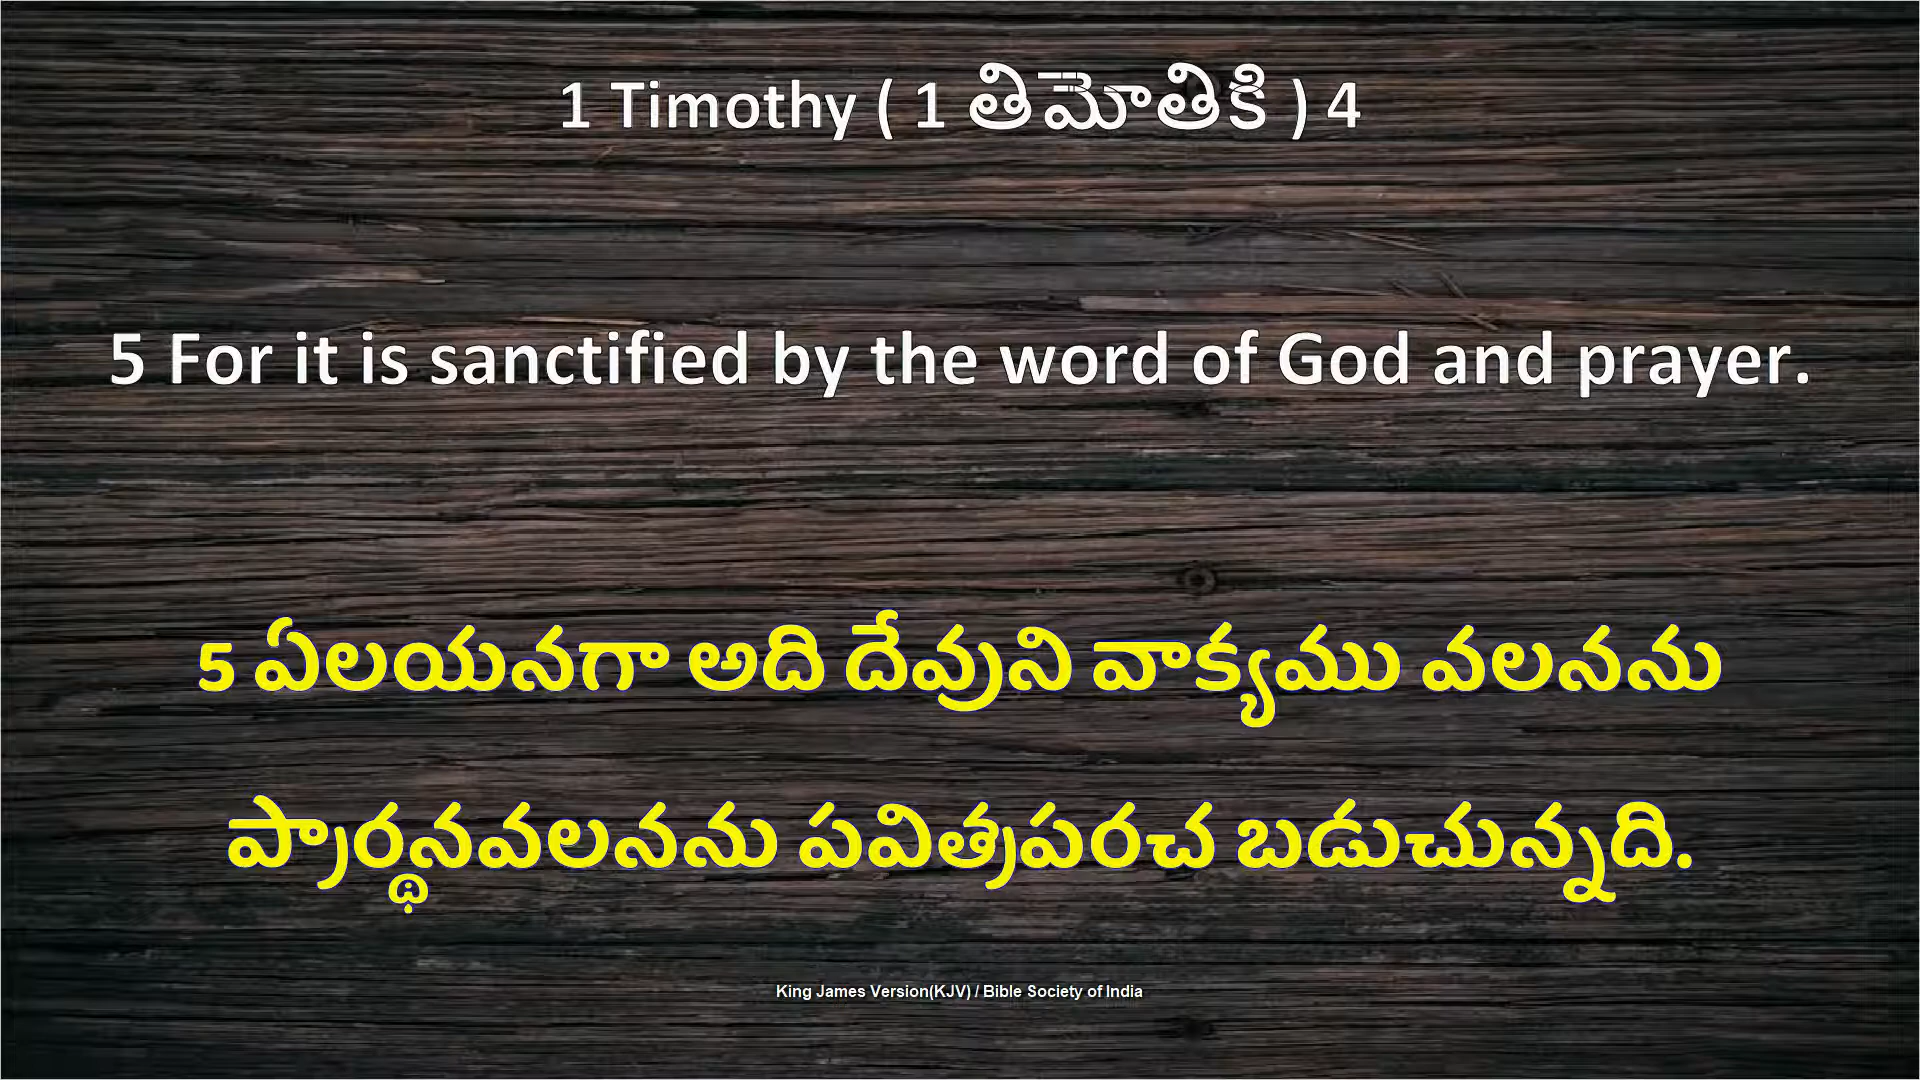 1 Timothy ( 1 తిమోతికి ) 4
5 For it is sanctified by the word of God and prayer.
5 ఏలయనగా అది దేవుని వాక్యము వలనను
ప్రార్థనవలనను పవిత్రపరచ బడుచున్నది.
King James Version(KJV) / Bible Society of India